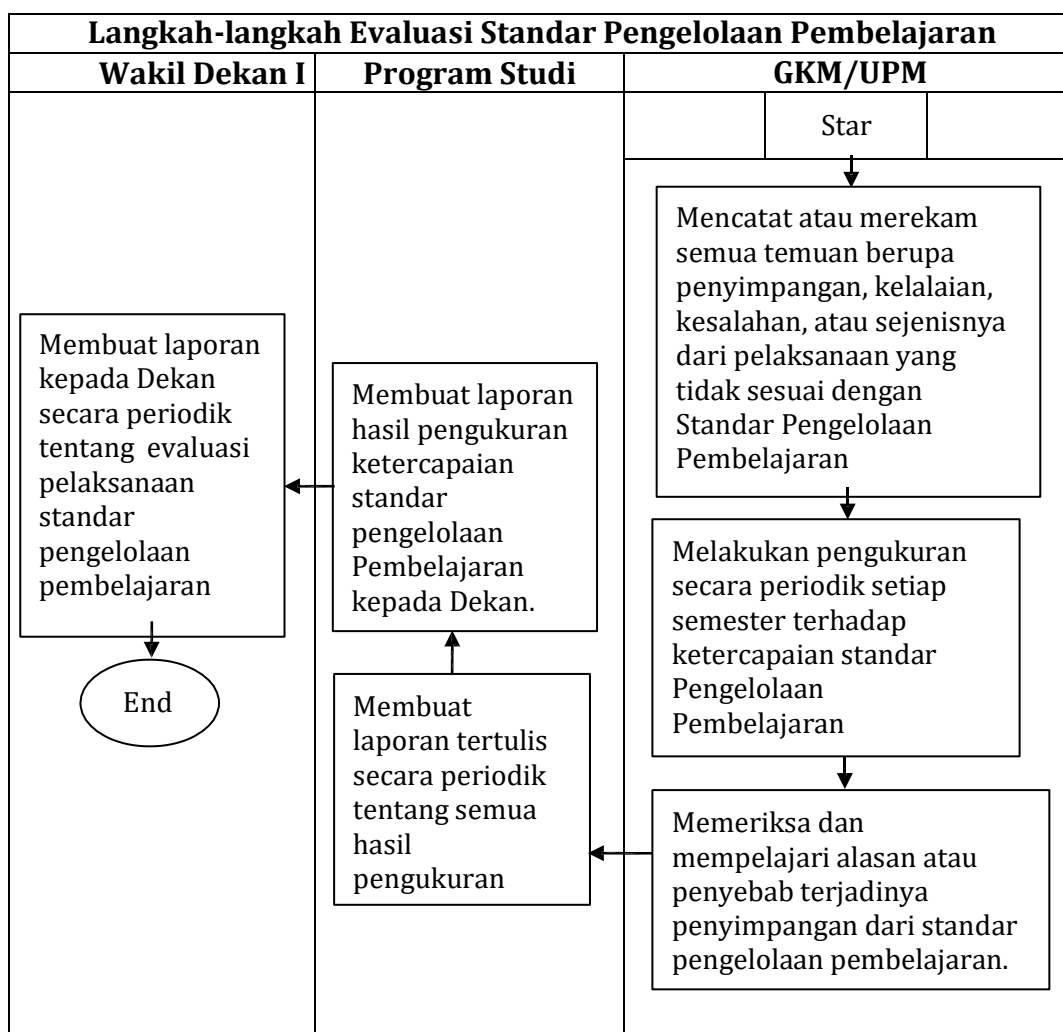 Langkah-langkah Evaluasi Standar Pengelolaan Pembelajaran
Wakil Dekan I
Program Studi
GKM/UPM
Star
Mencatat atau merekam
semua temuan berupa
penyimpangan, kelalaian,
kesalahan, atau sejenisnya
dari pelaksanaan yang
tidak sesuai dengan
Standar Pengelolaan
Pembelajaran
Melakukan pengukuran
secara periodik setiap
semester terhadap
ketercapaian standar
Pengelolaan
Pembelajaran
Memeriksa dan
mempelajari alasan atau
penyebab terjadinya
penyimpangan dari standar
pengelolaan pembelajaran.
Membuat
laporan tertulis
secara periodik
tentang semua
hasil
pengukuran
Membuat laporan
hasil pengukuran
ketercapaian
standar
pengelolaan
Pembelajaran
kepada Dekan.
Membuat laporan
kepada Dekan
secara periodik
tentang evaluasi
pelaksanaan
standar
pengelolaan
pembelajaran
End